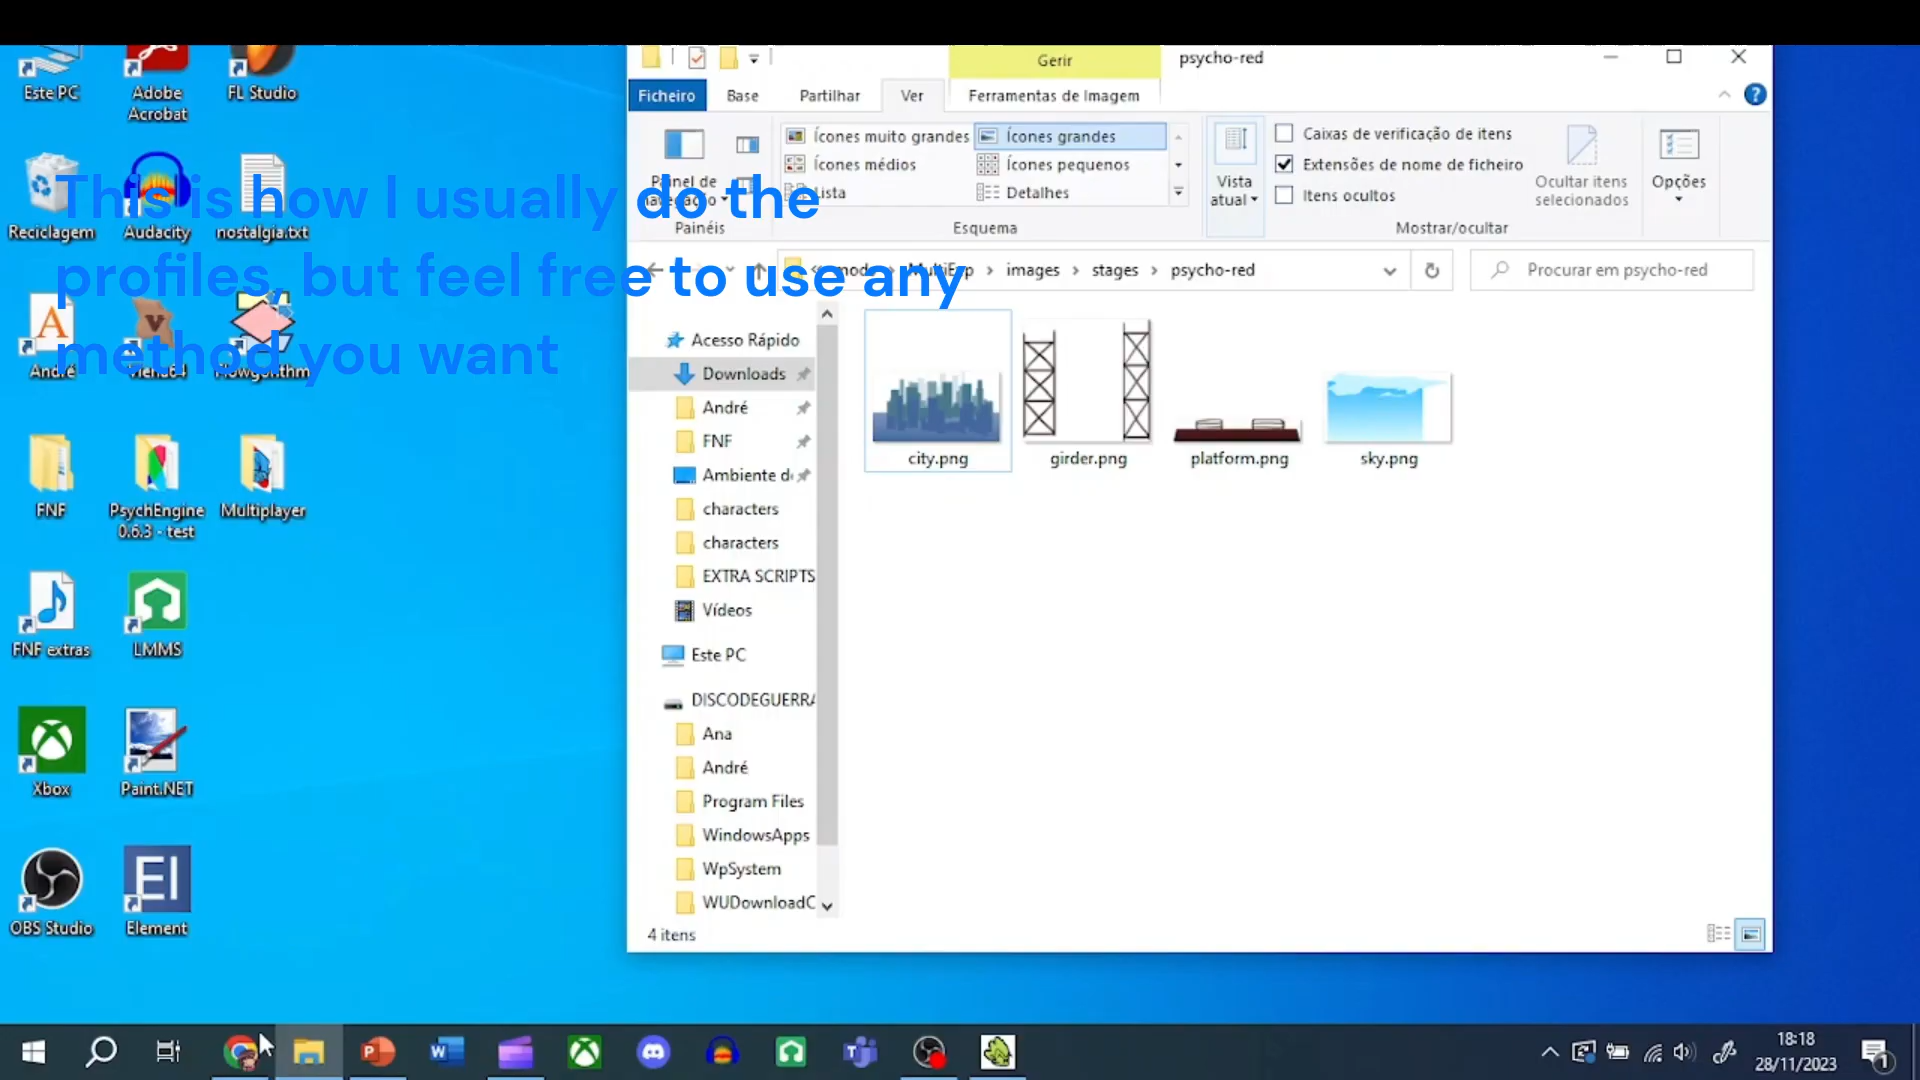 Gerir
psycho-red
Ficheiro
Base
Partilhar
Ver
Ferramentas de Imagem
Este PC
Adobe
Acrobat
FL Studio
Reciclagem
Audacity
nostalgia.txt
This is how I usually do the
profiles, but feel free to use any
method you want
André
FNF
PsychEngine
0.6.3 - test
Multiplayer
FNF extras
LMMS
Xbox
Paint.NET
OBS Studio
El
Element
Painel de
Painéis
Ícones muito grandes
Ícones grandes
Ícones médios
Ícones pequenos
Lista
Detalhes
Esquema
Vista
atual
Caixas de verificação de itens
Extensões de nome de ficheiro
Itens ocultos
Ocultar itens
selecionados
Mostrar/ocultar
Opções
images
stages
psycho-red
Procurar em psycho-red
Acesso Rápido
Downloads
André
FNF
Ambiente d
characters
characters
EXTRA SCRIPTS
Vídeos
Este PC
DISCODEGUERRA
Ana
André
Program Files
WindowsApps
WpSystem
WUDownloadC
city.png
girder.png
platform.png
sky.png
4 itens
18:18
28/11/2023
1